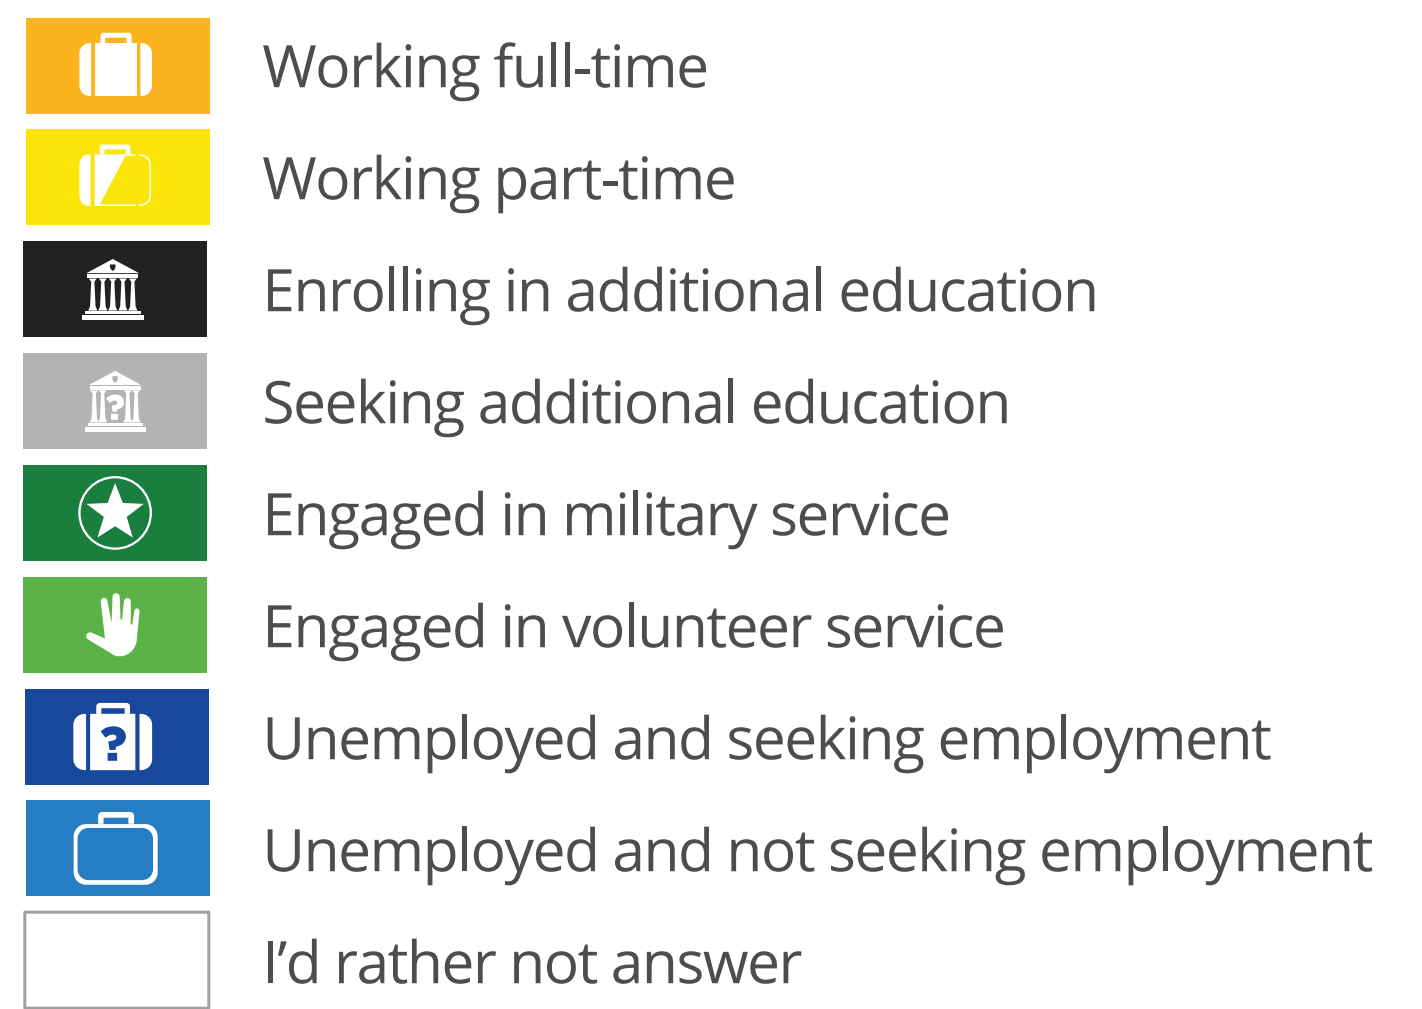 Working full-time
Working part-time
Enrolling in additional education
? Seeking additional education
Engaged in military service
Engaged in volunteer service
? Unemployed and seeking employment
Unemployed and not seeking employment
I’d rather not answer